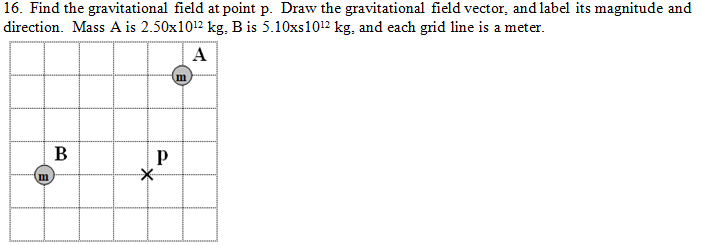 16. Find the gravitational field at point p. Draw the gravitational field vector, and label its magnitude and
direction. Mass A is 2.50x10¹² kg, B is 5.10xs10¹² kg, and each grid line is a meter.
A
m
B
p
m